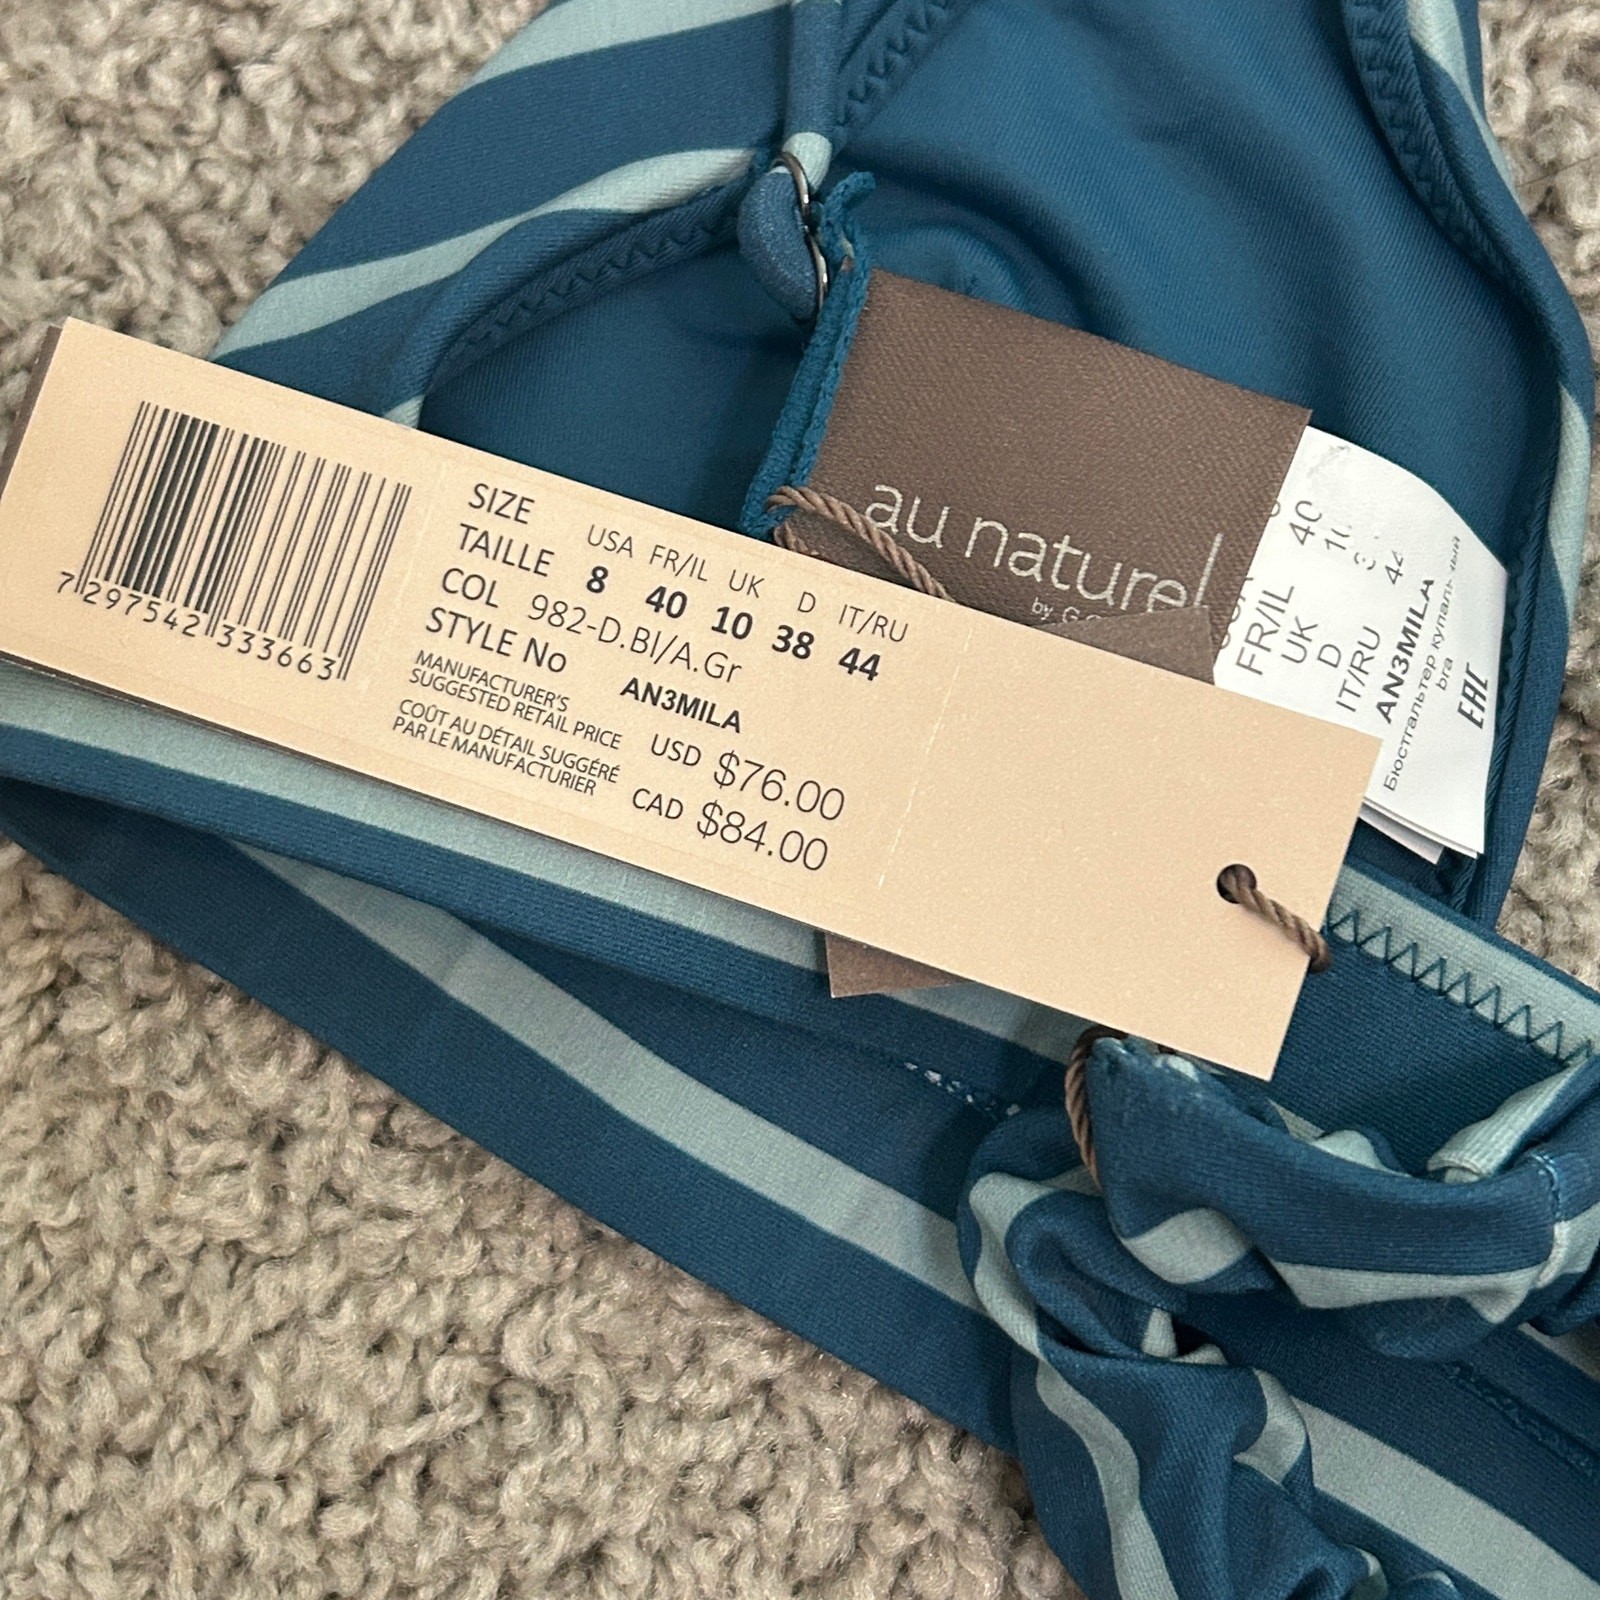 SIZE USA FR/IL UK D IT/RU
TAILLE 8 40 10 38 44
COL 982-D.Bl/A.Gr
STYLE No AN3MILA
MANUFACTURER'S
SUGGESTED RETAIL PRICE USD $76.00
COÛT AU DÉTAIL SUGGÉRÉ
PAR LE MANUFACTURIER CAD $84.00
7 297542 333663
au naturel
by
FR/IL 40
UK
D
IT/RU 44
AN3MILA
Бюстгальтер
bra
EAC